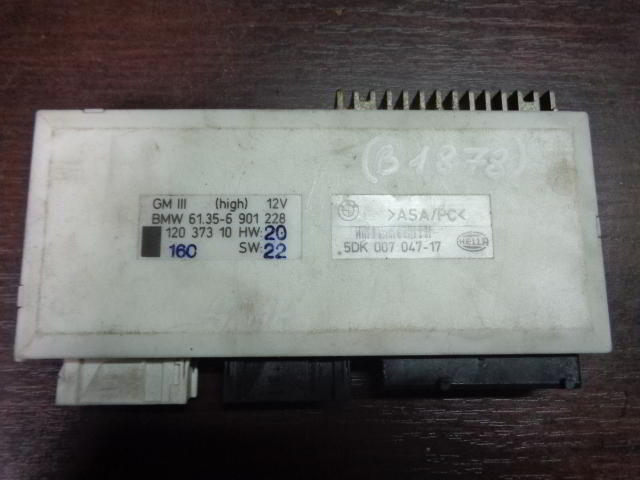 (B1878)
GM III (high) 12V
BMW 61.35-6 901 228
120 373 10 HW: 20
160 SW: 22
>ASA/PC<
5DK 007 047-17 HELLA